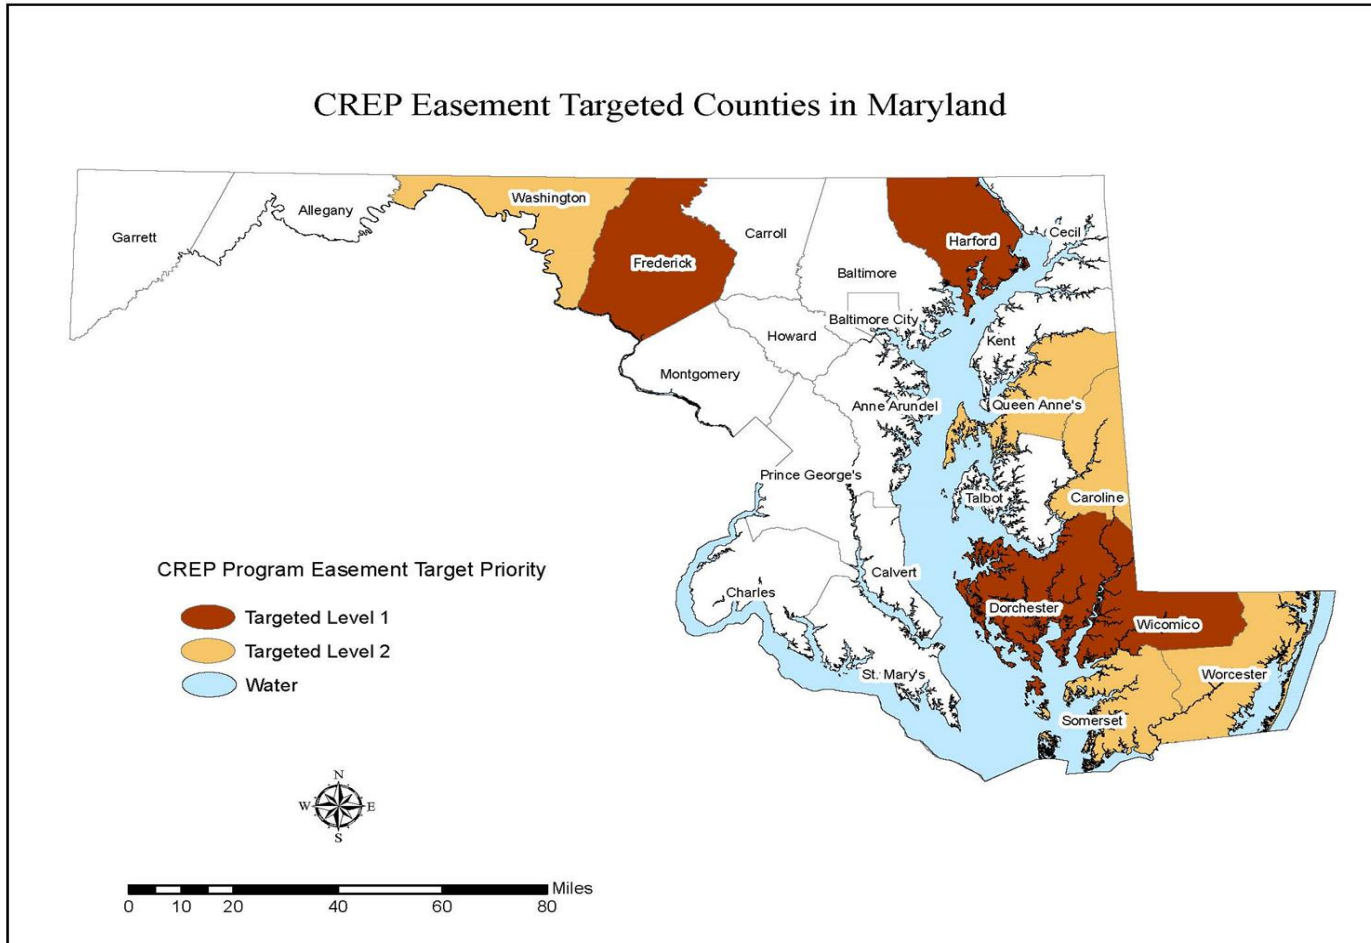 CREP Easement Targeted Counties in Maryland
Washington
Allegany
Garrett
Frederick
Carroll
Harford
Cecil
Baltimore
Baltimore City
Howard
Kent
Montgomery
Anne Arundel
Queen Anne's
Prince George's
Talbot
Caroline
Calvert
Charles
Dorchester
Wicomico
St. Mary's
Worcester
Somerset
CREP Program Easement Target Priority
Targeted Level 1
Targeted Level 2
Water
N
W E
S
Miles
0 10 20 40 60 80